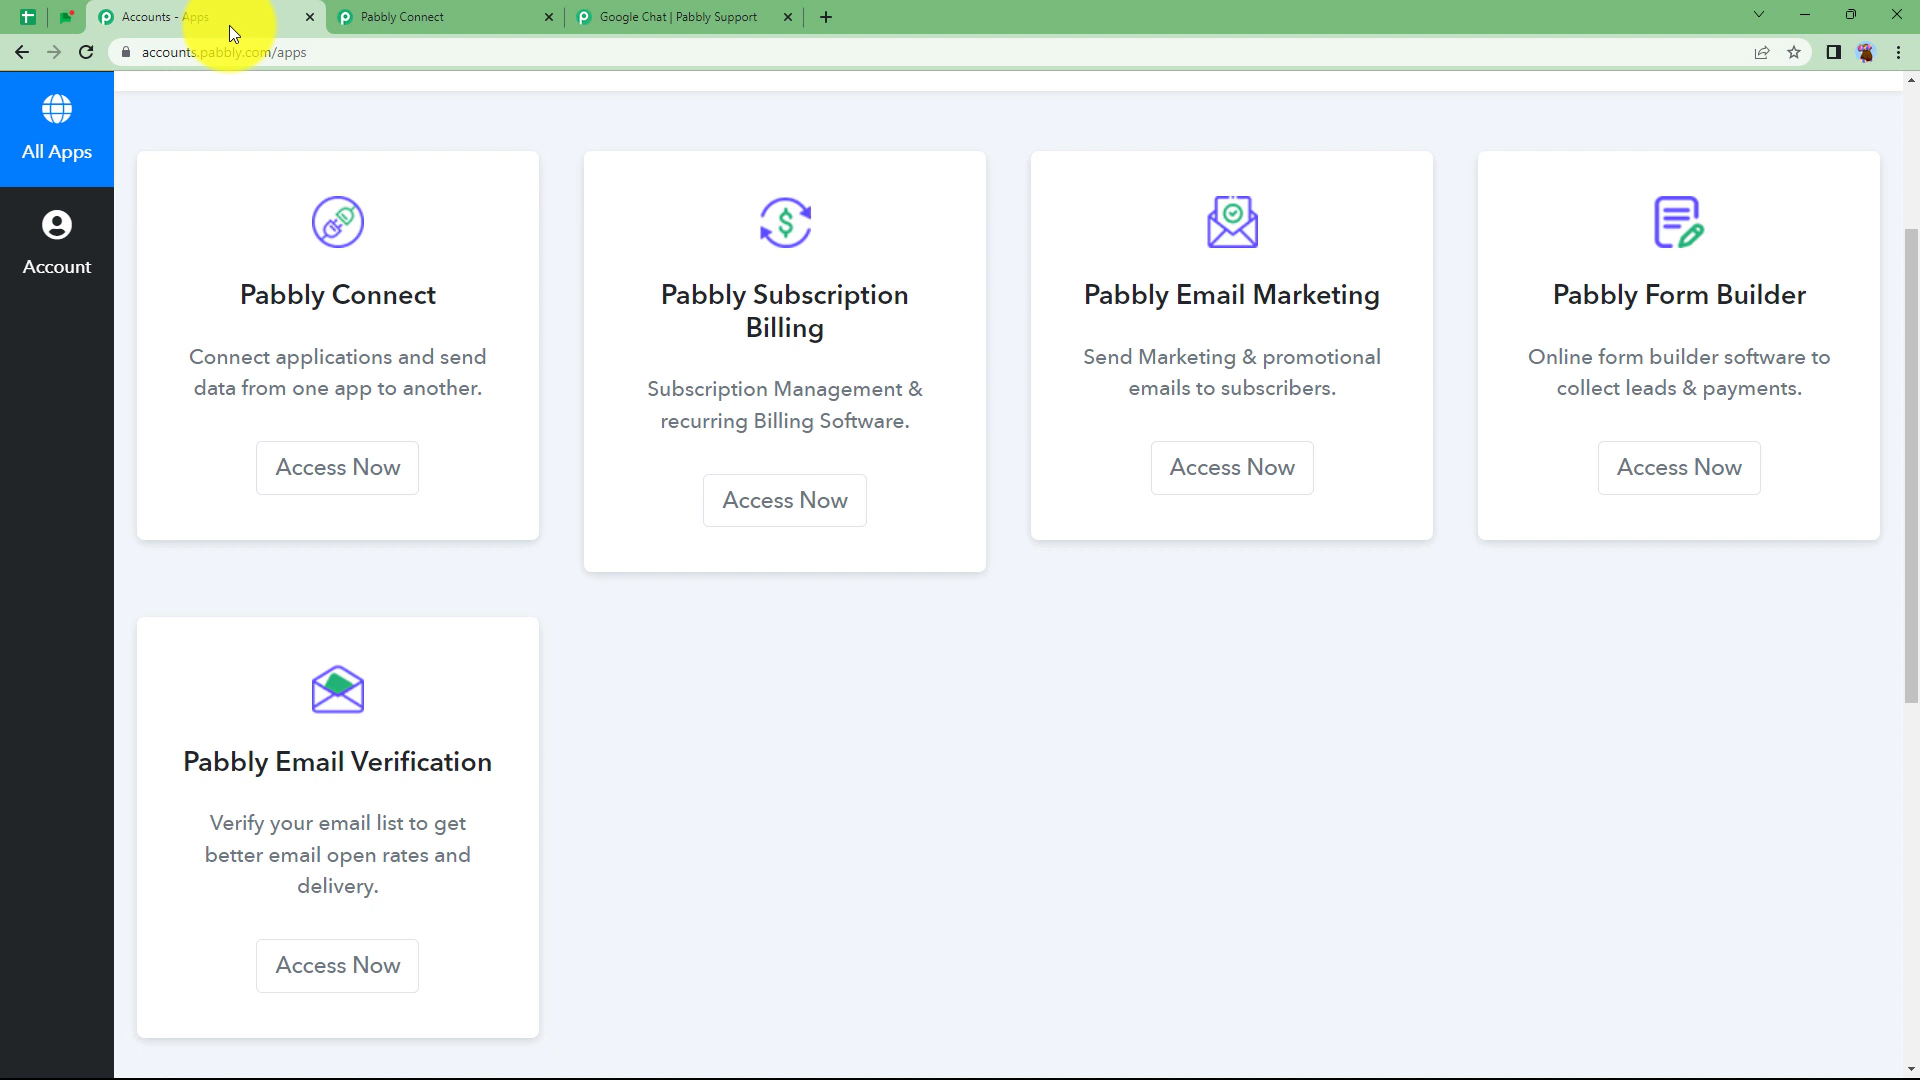 Accounts - Apps
Pabbly Connect
Google Chat | Pabbly Support
accounts.pabbly.com/apps
All Apps
Account
Pabbly Connect
Connect applications and send
data from one app to another.
Access Now
Pabbly Subscription
Billing
Subscription Management &
recurring Billing Software.
Access Now
Pabbly Email Marketing
Send Marketing & promotional
emails to subscribers.
Access Now
Pabbly Form Builder
Online form builder software to
collect leads & payments.
Access Now
Pabbly Email Verification
Verify your email list to get
better email open rates and
delivery.
Access Now